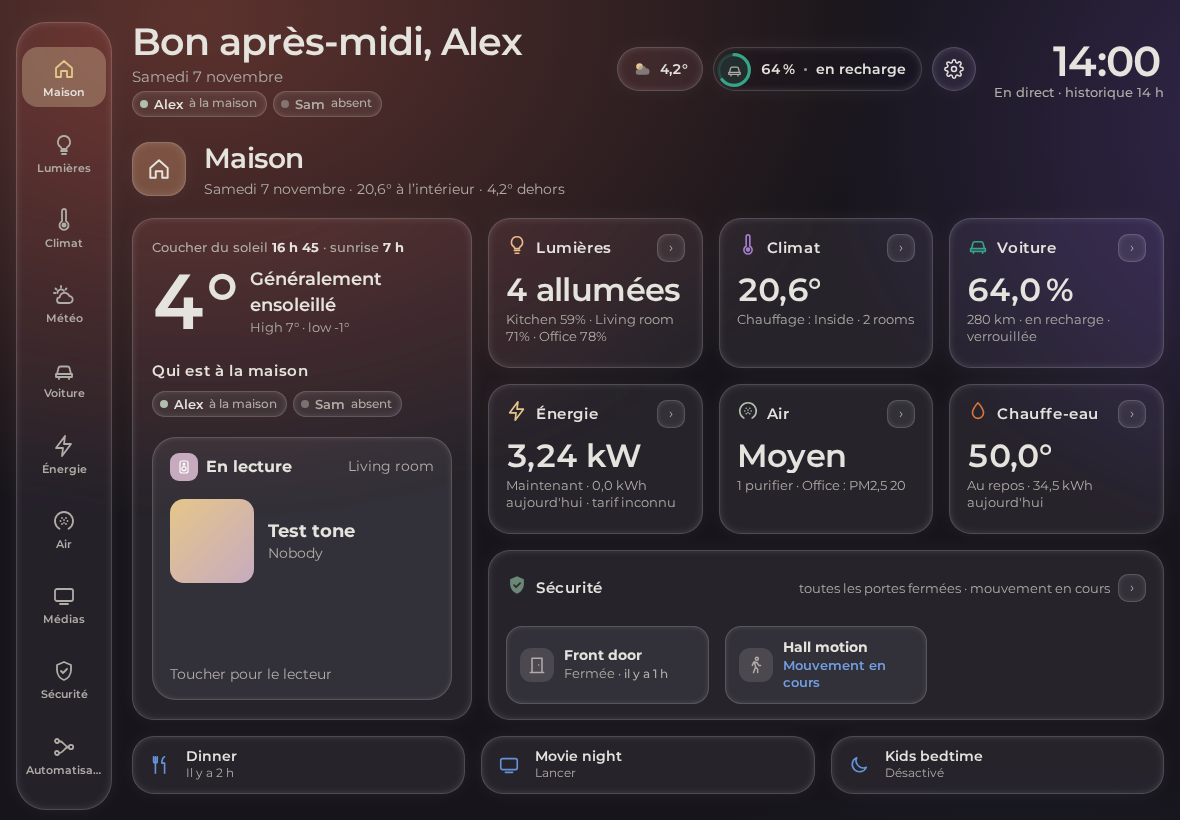 Bon après-midi, Alex
Samedi 7 novembre
Alex à la maison
Sam absent
4,2°
64 % · en recharge
14:00
En direct · historique 14 h
Maison
Lumières
Climat
Météo
Voiture
Énergie
Air
Médias
Sécurité
Automatisa...
Maison
Samedi 7 novembre · 20,6° à l'intérieur · 4,2° dehors
Coucher du soleil 16 h 45 · sunrise 7 h
4°
Généralement
ensoleillé
High 7° · low -1°
Qui est à la maison
Alex à la maison
Sam absent
En lecture
Living room
Test tone
Nobody
Toucher pour le lecteur
Lumières
4 allumées
Kitchen 59% · Living room
71% · Office 78%
Climat
20,6°
Chauffage : Inside · 2 rooms
Voiture
64,0 %
280 km · en recharge ·
verrouillée
Énergie
3,24 kW
Maintenant · 0,0 kWh
aujourd'hui · tarif inconnu
Air
Moyen
1 purifier · Office : PM2,5 20
Chauffe-eau
50,0°
Au repos · 34,5 kWh
aujourd'hui
Sécurité
toutes les portes fermées · mouvement en cours
Front door
Fermée · il y a 1 h
Hall motion
Mouvement en
cours
Dinner
Il y a 2 h
Movie night
Lancer
Kids bedtime
Désactivé